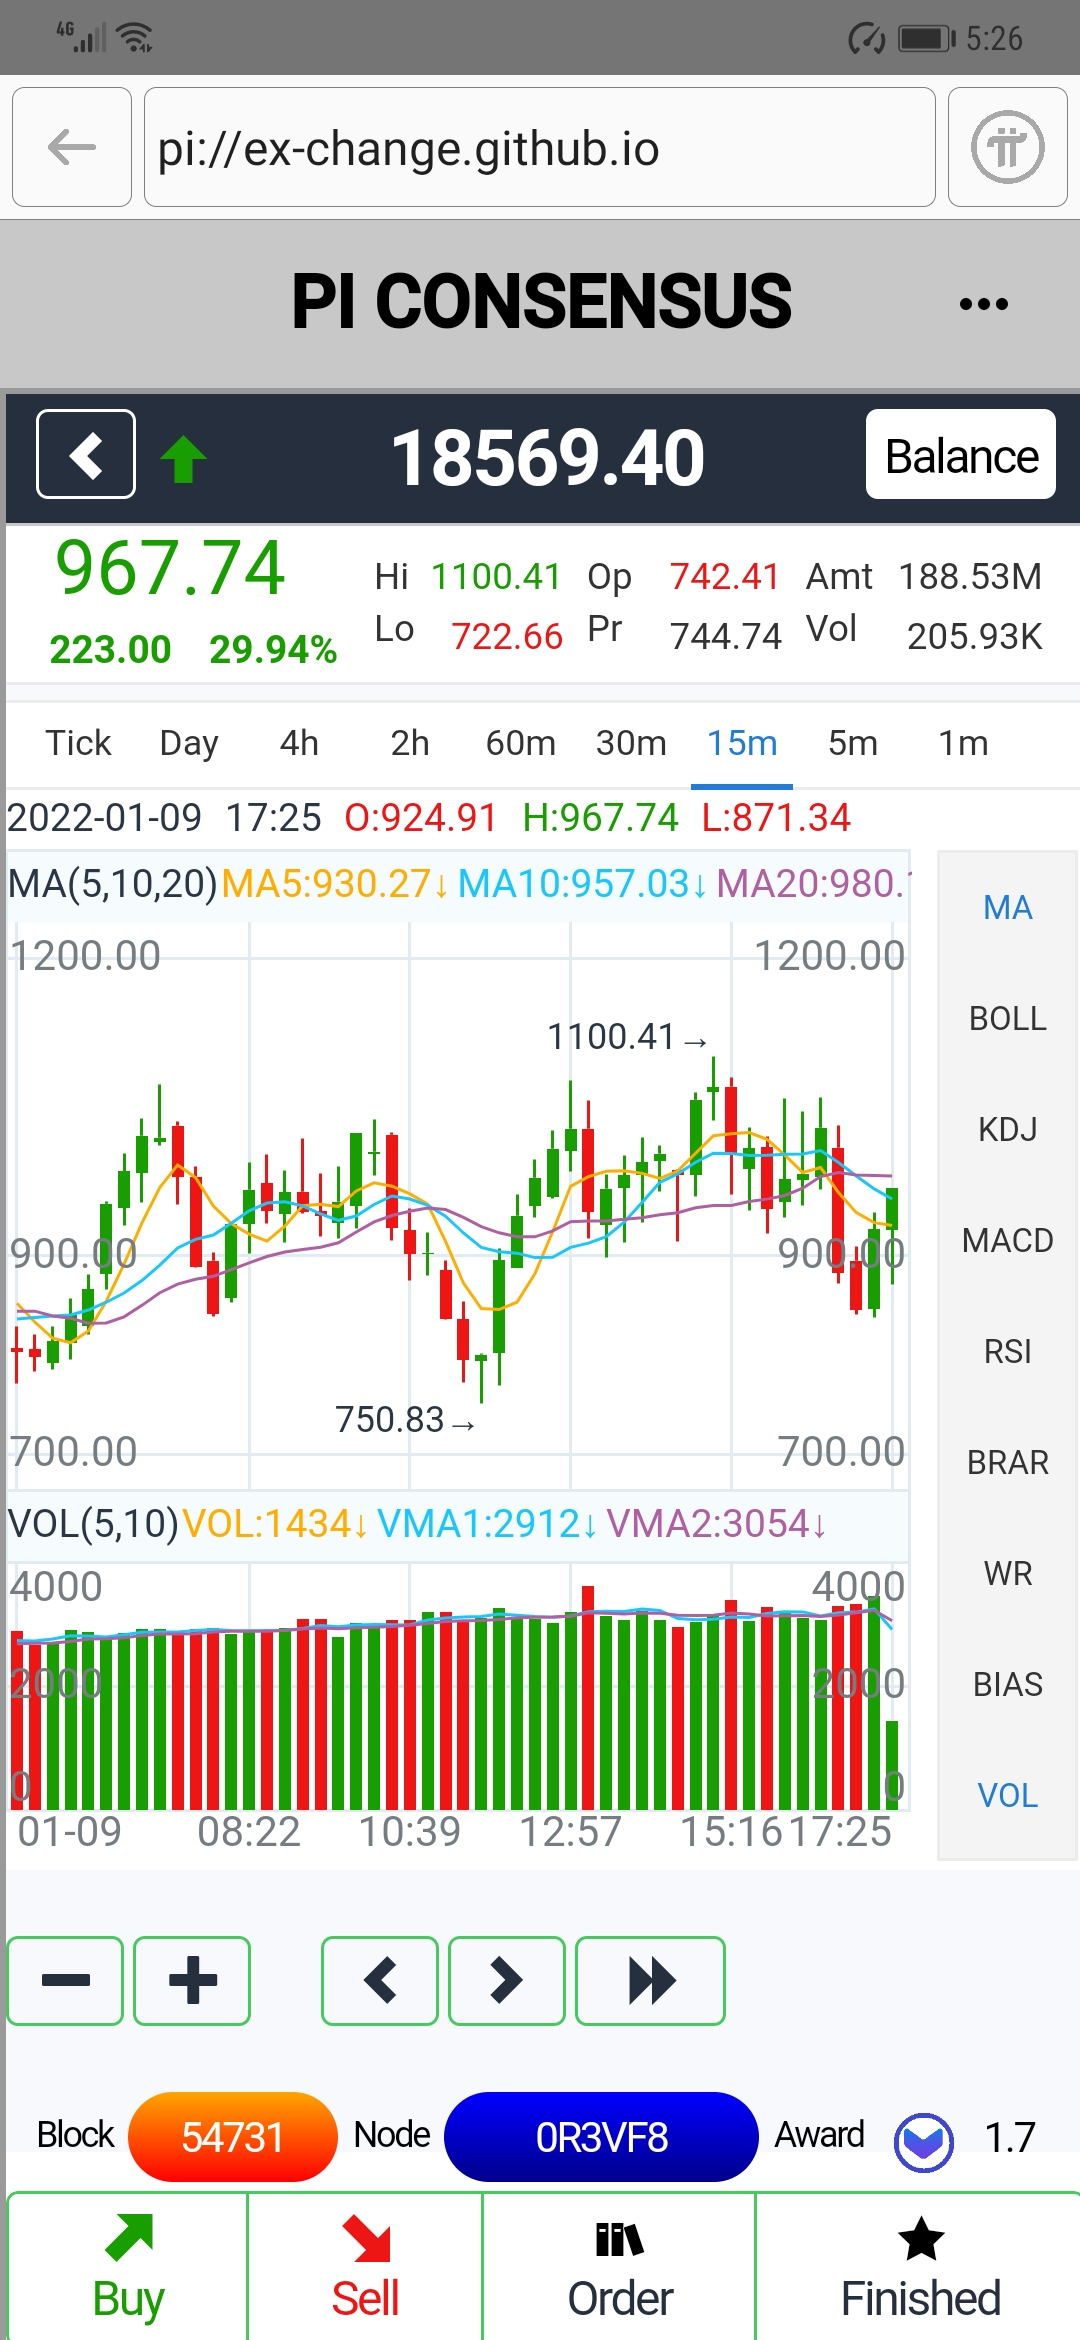 4G 5:26
pi://ex-change.github.io
PI CONSENSUS
18569.40 Balance
967.74 Hi 1100.41 Op 742.41 Amt 188.53M
223.00 29.94% Lo 722.66 Pr 744.74 Vol 205.93K
Tick Day 4h 2h 60m 30m 15m 5m 1m
2022-01-09 17:25 O:924.91 H:967.74 L:871.34
MA(5,10,20) MA5:930.27↓ MA10:957.03↓ MA20:980.
MA
1200.00 1200.00
BOLL
1100.41→
KDJ
900.00 900.00
MACD
RSI
750.83→
700.00 700.00
BRAR
VOL(5,10) VOL:1434↓ VMA1:2912↓ VMA2:3054↓
WR
4000 4000
2000 2000
BIAS
0 0
VOL
01-09 08:22 10:39 12:57 15:16 17:25
Block 54731 Node 0R3VF8 Award 1.7
Buy Sell Order Finished